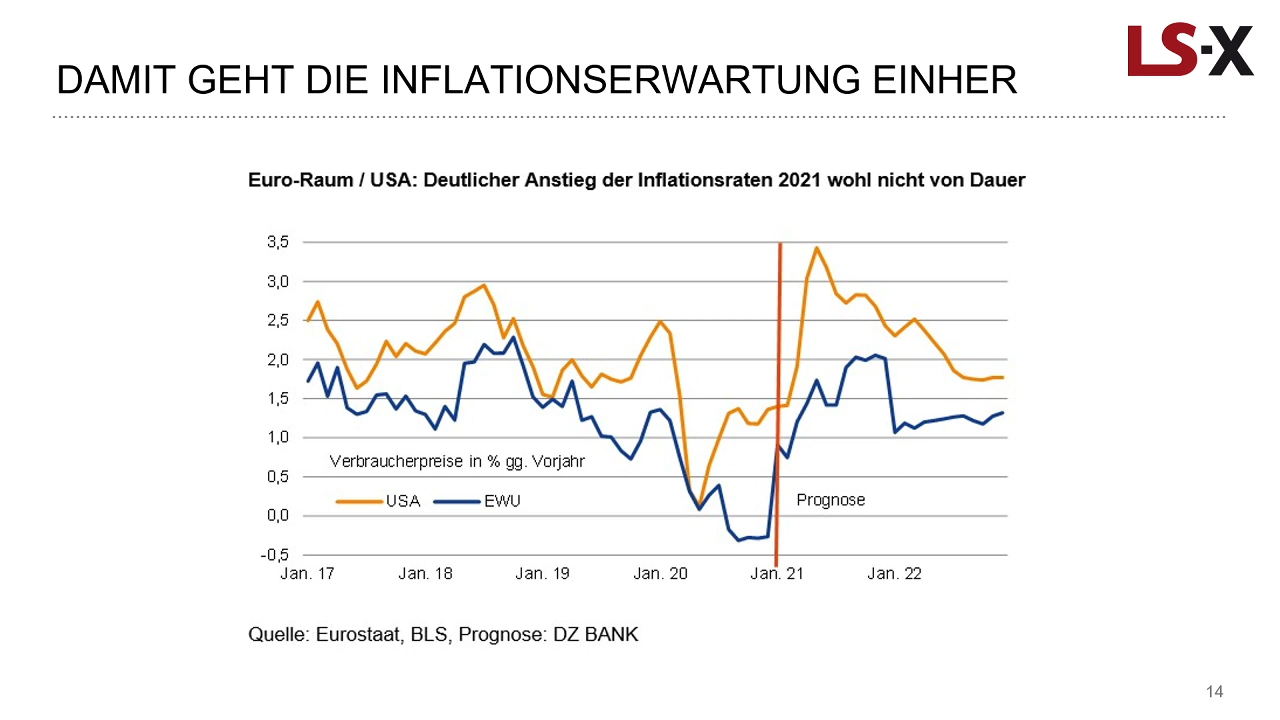 LS-X
DAMIT GEHT DIE INFLATIONSERWARTUNG EINHER
Euro-Raum / USA: Deutlicher Anstieg der Inflationsraten 2021 wohl nicht von Dauer
3,5
3,0
2,5
2,0
1,5
1,0
0,5
0,0
-0,5
Verbraucherpreise in % gg. Vorjahr
USA EWU
Prognose
Jan. 17 Jan. 18 Jan. 19 Jan. 20 Jan. 21 Jan. 22
Quelle: Eurostaat, BLS, Prognose: DZ BANK
14